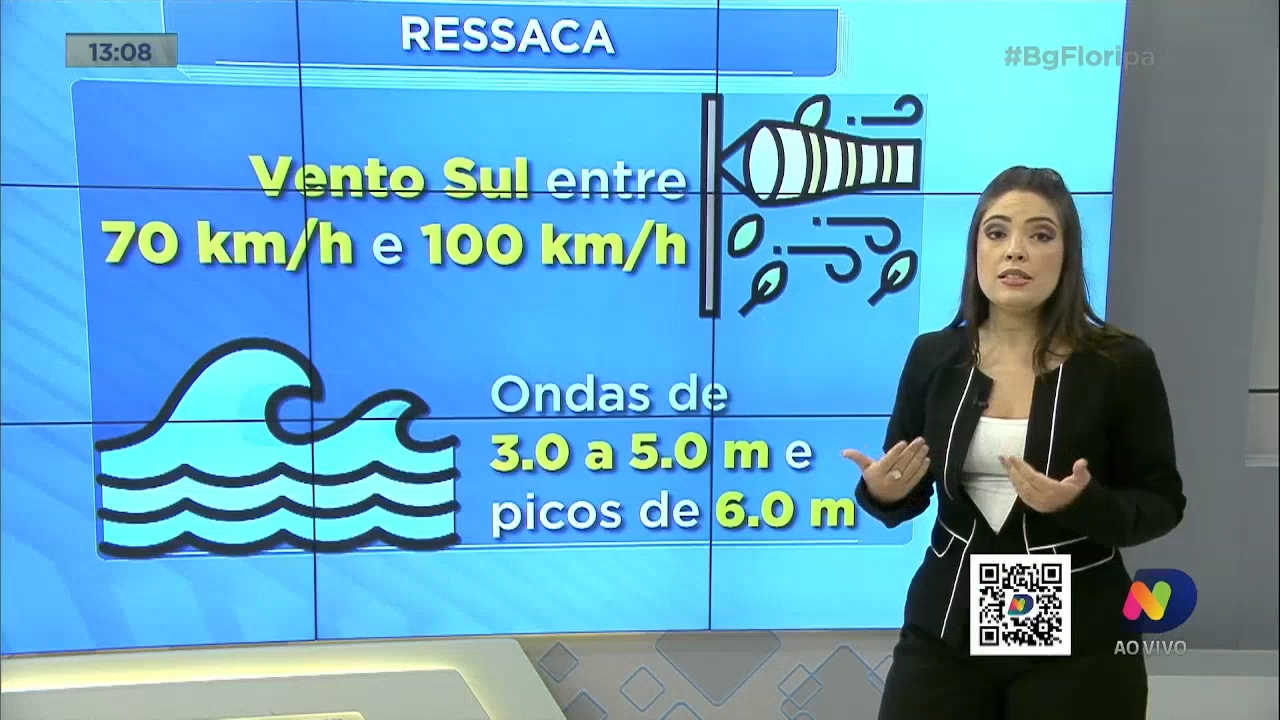 RESSACA
13:08
#BgFloripa
Vento Sul entre
70 km/h e 100 km/h
Ondas de
3.0 a 5.0 m e
picos de 6.0 m
AO VIVO